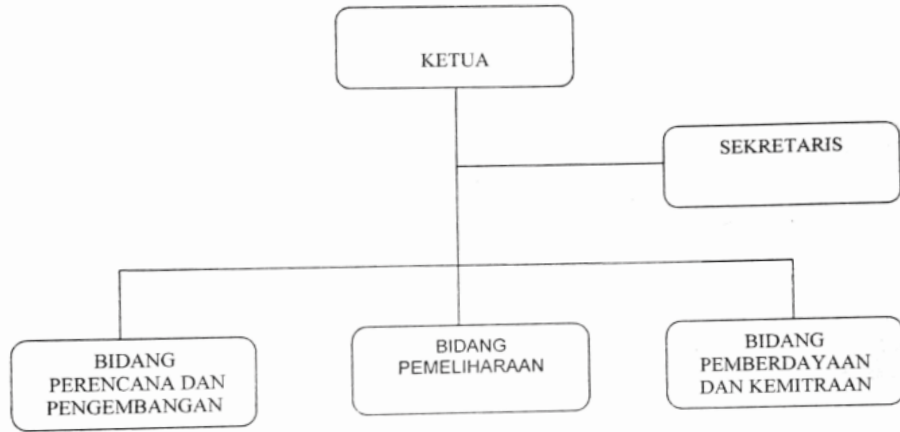 KETUA
SEKRETARIS
BIDANG
PERENCANA DAN
PENGEMBANGAN
BIDANG
PEMELIHARAAN
BIDANG
PEMBERDAYAAN
DAN KEMITRAAN